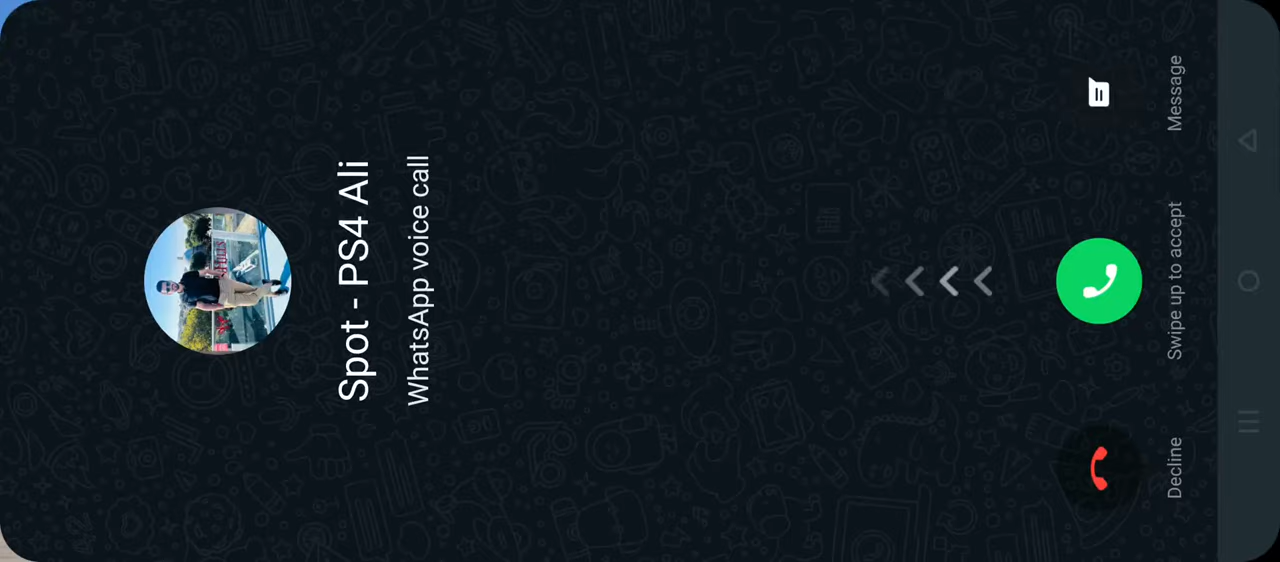 Spot - PS4 Ali
WhatsApp voice call
Decline
Swipe up to accept
Message